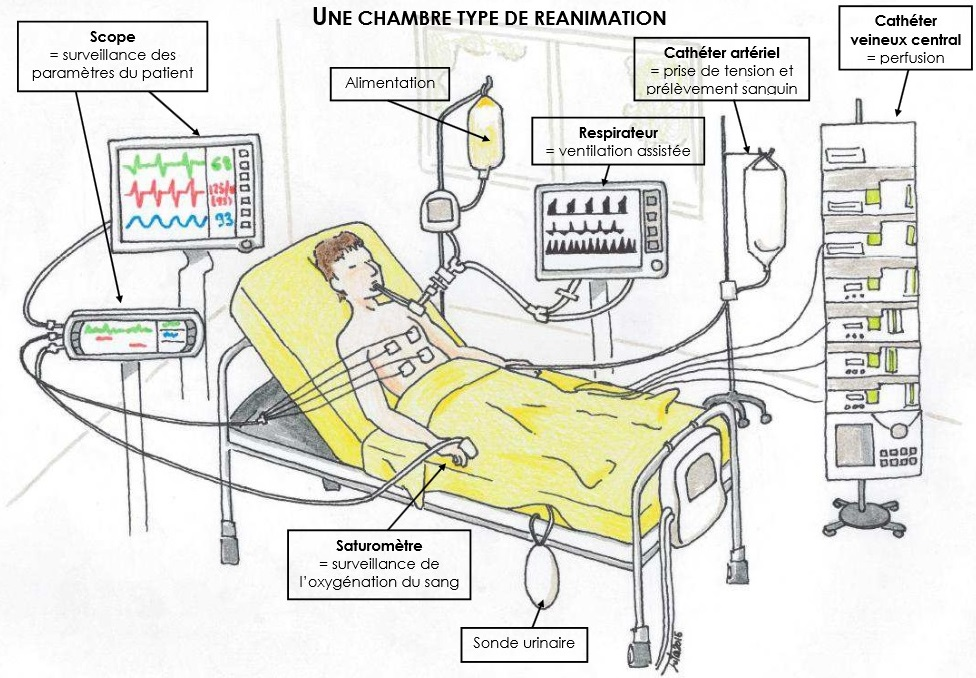 UNE CHAMBRE TYPE DE REANIMATION
Scope
= surveillance des
paramètres du patient
Alimentation
Respirateur
= ventilation assistée
Cathéter artériel
= prise de tension et
prélèvement sanguin
Cathéter
veineux central
= perfusion
68
93
Saturomètre
= surveillance de
l'oxygénation du sang
Sonde urinaire